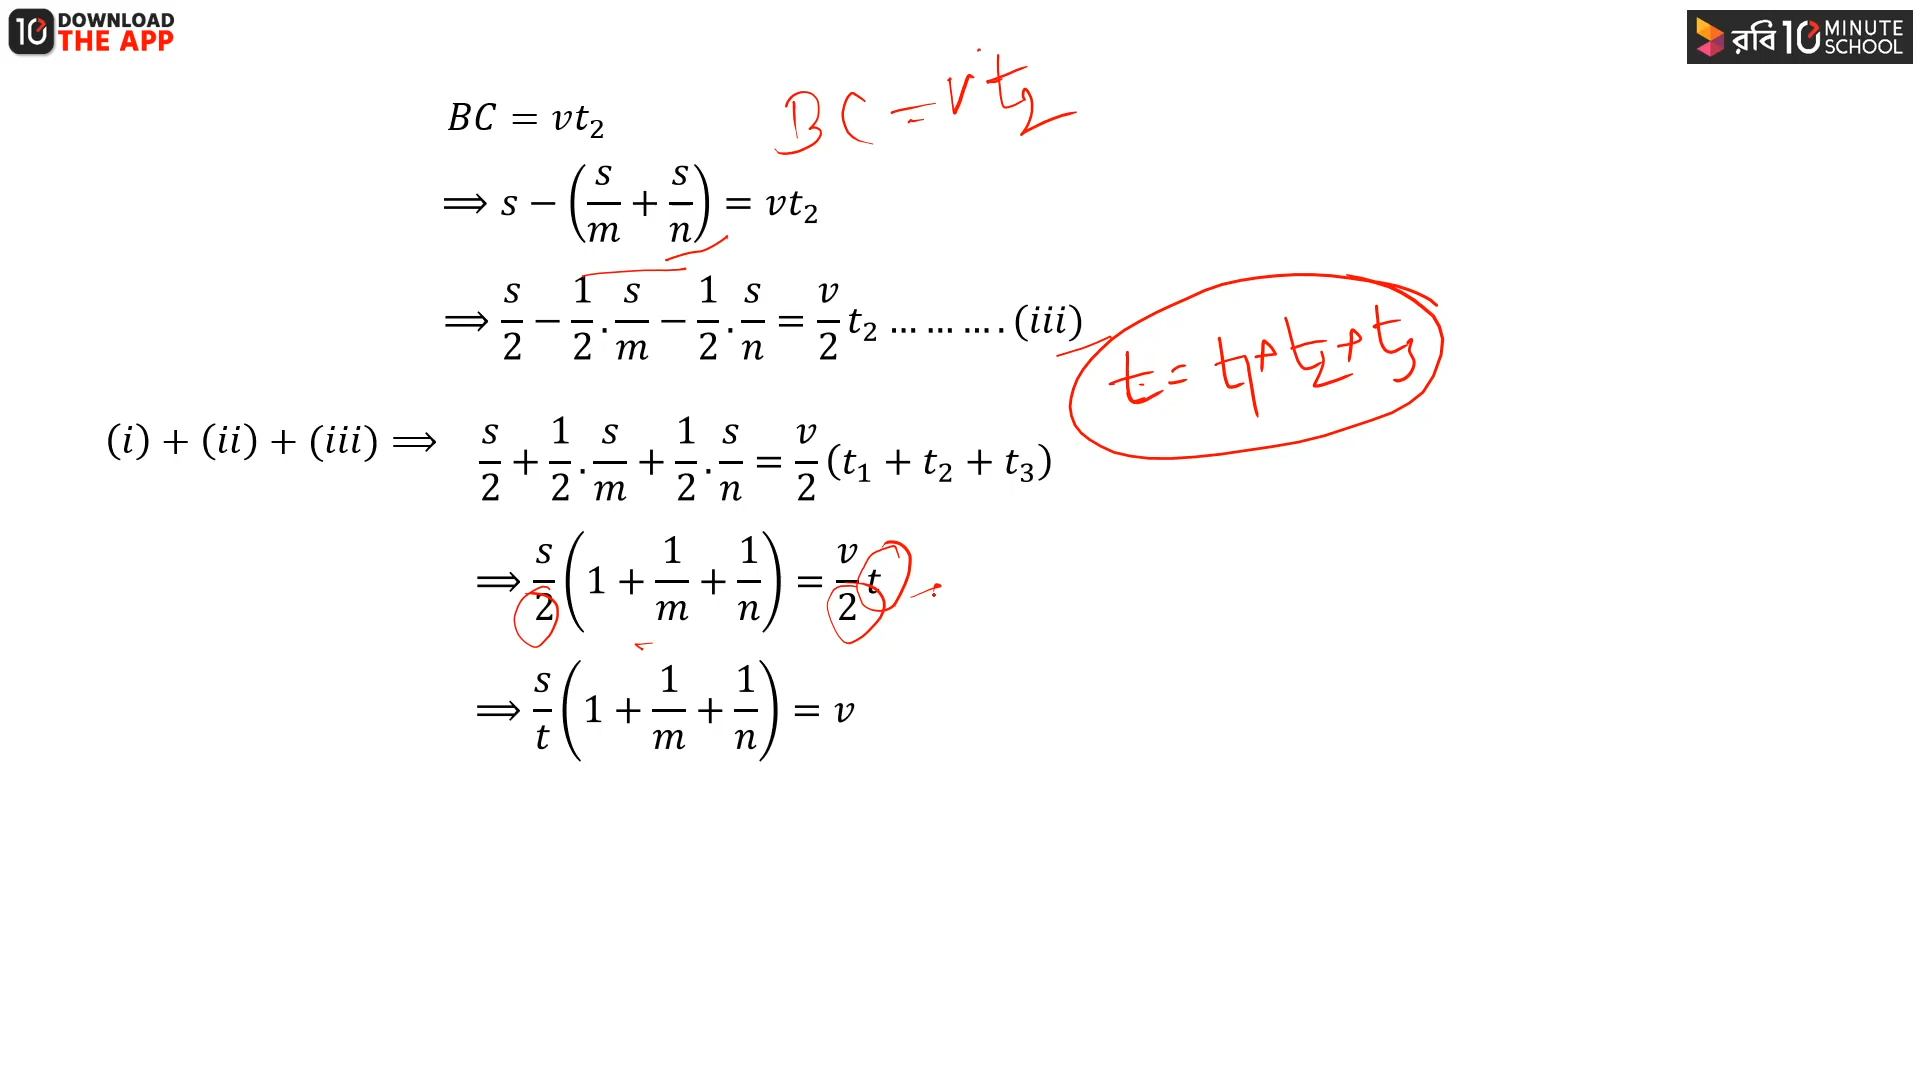 10 DOWNLOAD THE APP
রবি 10 MINUTE SCHOOL
BC = vt₂
BC = vt₂
⟹ s − (s/m + s/n) = vt₂
⟹ s/2 − 1/2 . s/m − 1/2 . s/n = v/2 t₂ … … … . (iii)
t = t₁ + t₂ + t₃
(i) + (ii) + (iii) ⟹ s/2 + 1/2 . s/m + 1/2 . s/n = v/2 (t₁ + t₂ + t₃)
⟹ s/2 (1 + 1/m + 1/n) = v/2 t
⟹ s/t (1 + 1/m + 1/n) = v